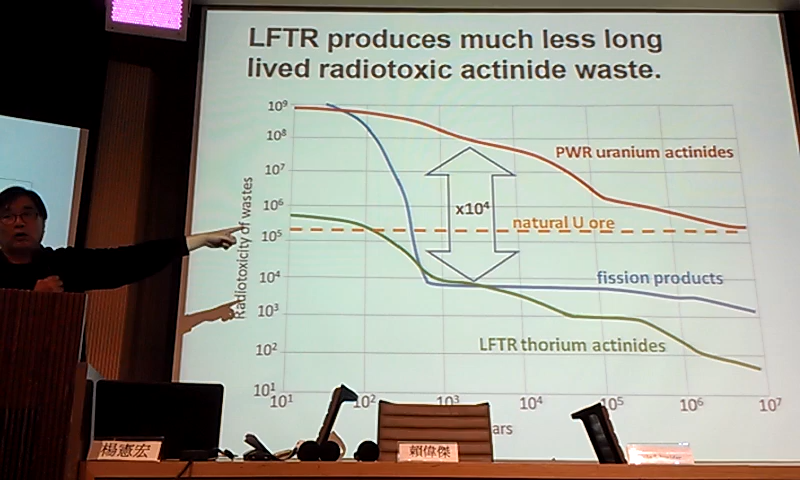 LFTR produces much less long
lived radiotoxic actinide waste.
10⁹
10⁸
10⁷
10⁶
10⁵
10⁴
10³
10²
10¹
Radiotoxicity of wastes
PWR uranium actinides
x10⁴
natural U ore
fission products
LFTR thorium actinides
10¹
10²
10³
10⁴
10⁵
10⁶
10⁷
ars
楊憲宏
賴偉傑